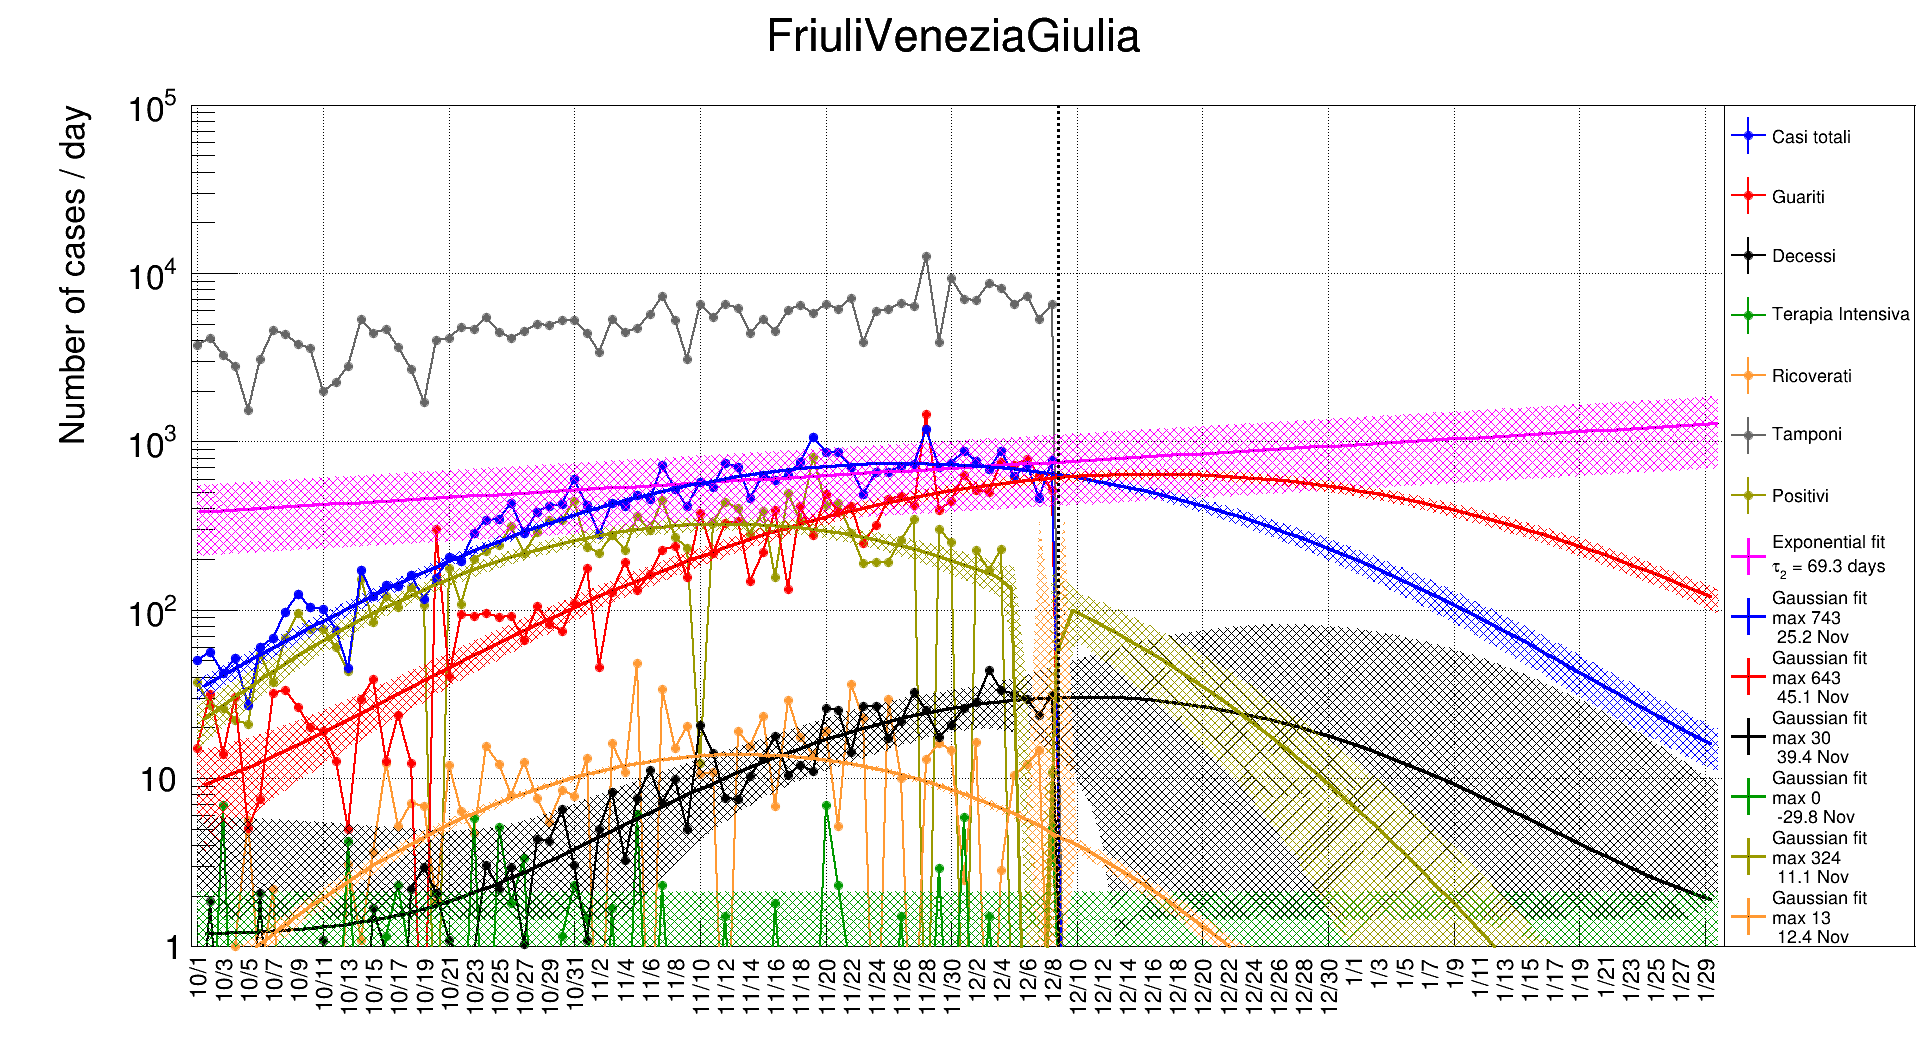 FriuliVeneziaGiulia
Number of cases / day
10^5
10^4
10^3
10^2
10
1
10/1
10/3
10/5
10/7
10/9
10/11
10/13
10/15
10/17
10/19
10/21
10/23
10/25
10/27
10/29
10/31
11/2
11/4
11/6
11/8
11/10
11/12
11/14
11/16
11/18
11/20
11/22
11/24
11/26
11/28
11/30
12/2
12/4
12/6
12/8
12/10
12/12
12/14
12/16
12/18
12/20
12/22
12/24
12/26
12/28
12/30
1/1
1/3
1/5
1/7
1/9
1/11
1/13
1/15
1/17
1/19
1/21
1/23
1/25
1/27
1/29
Casi totali
Guariti
Decessi
Terapia Intensiva
Ricoverati
Tamponi
Positivi
Exponential fit
τ2 = 69.3 days
Gaussian fit
max 743
25.2 Nov
Gaussian fit
max 643
45.1 Nov
Gaussian fit
max 30
39.4 Nov
Gaussian fit
max 0
-29.8 Nov
Gaussian fit
max 324
11.1 Nov
Gaussian fit
max 13
12.4 Nov